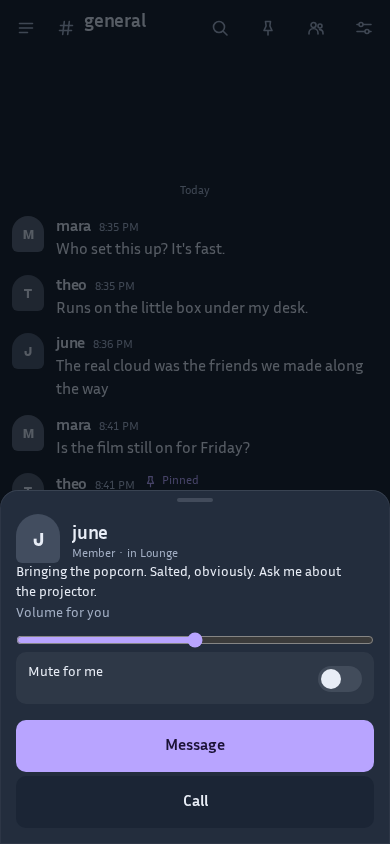 # general
Today
M mara 8:35 PM
Who set this up? It's fast.
T theo 8:35 PM
Runs on the little box under my desk.
J june 8:36 PM
The real cloud was the friends we made along
the way
M mara 8:41 PM
Is the film still on for Friday?
T theo 8:41 PM Pinned
J june
Member · in Lounge
Bringing the popcorn. Salted, obviously. Ask me about
the projector.
Volume for you
Mute for me
Message
Call